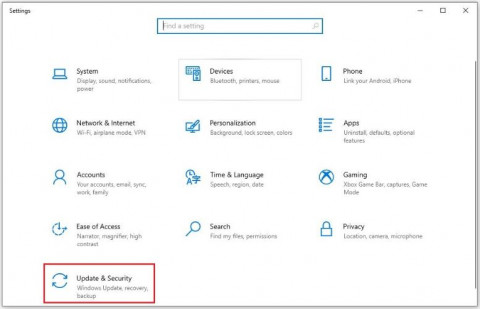 Settings
Find a setting
System
Display, sound, notifications,
power
Devices
Bluetooth, printers, mouse
Phone
Link your Android, iPhone
Network & Internet
Wi-Fi, airplane mode, VPN
Personalization
Background, lock screen, colors
Apps
Uninstall, defaults, optional
features
Accounts
Your accounts, email, sync,
work, family
Time & Language
Speech, region, date
Gaming
Xbox Game Bar, captures, Game
Mode
Ease of Access
Narrator, magnifier, high
contrast
Search
Find my files, permissions
Privacy
Location, camera, microphone
Update & Security
Windows Update, recovery,
backup